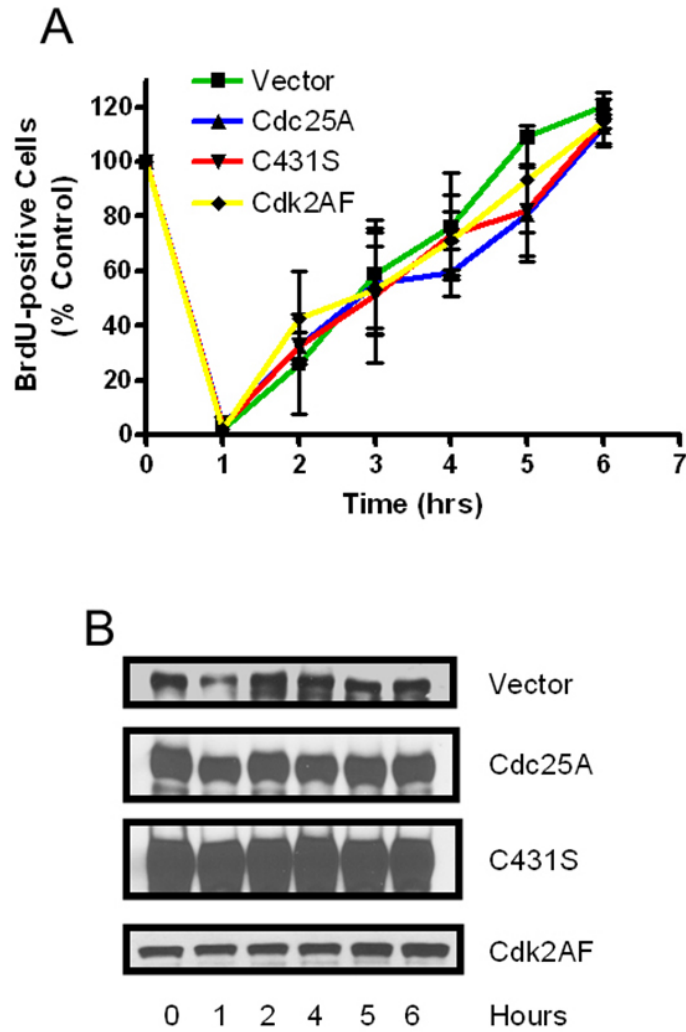 A
Vector
Cdc25A
C431S
Cdk2AF
BrdU-positive Cells
(% Control)
120
100
80
60
40
20
0
0 1 2 3 4 5 6 7
Time (hrs)
B
Vector
Cdc25A
C431S
Cdk2AF
0 1 2 4 5 6 Hours